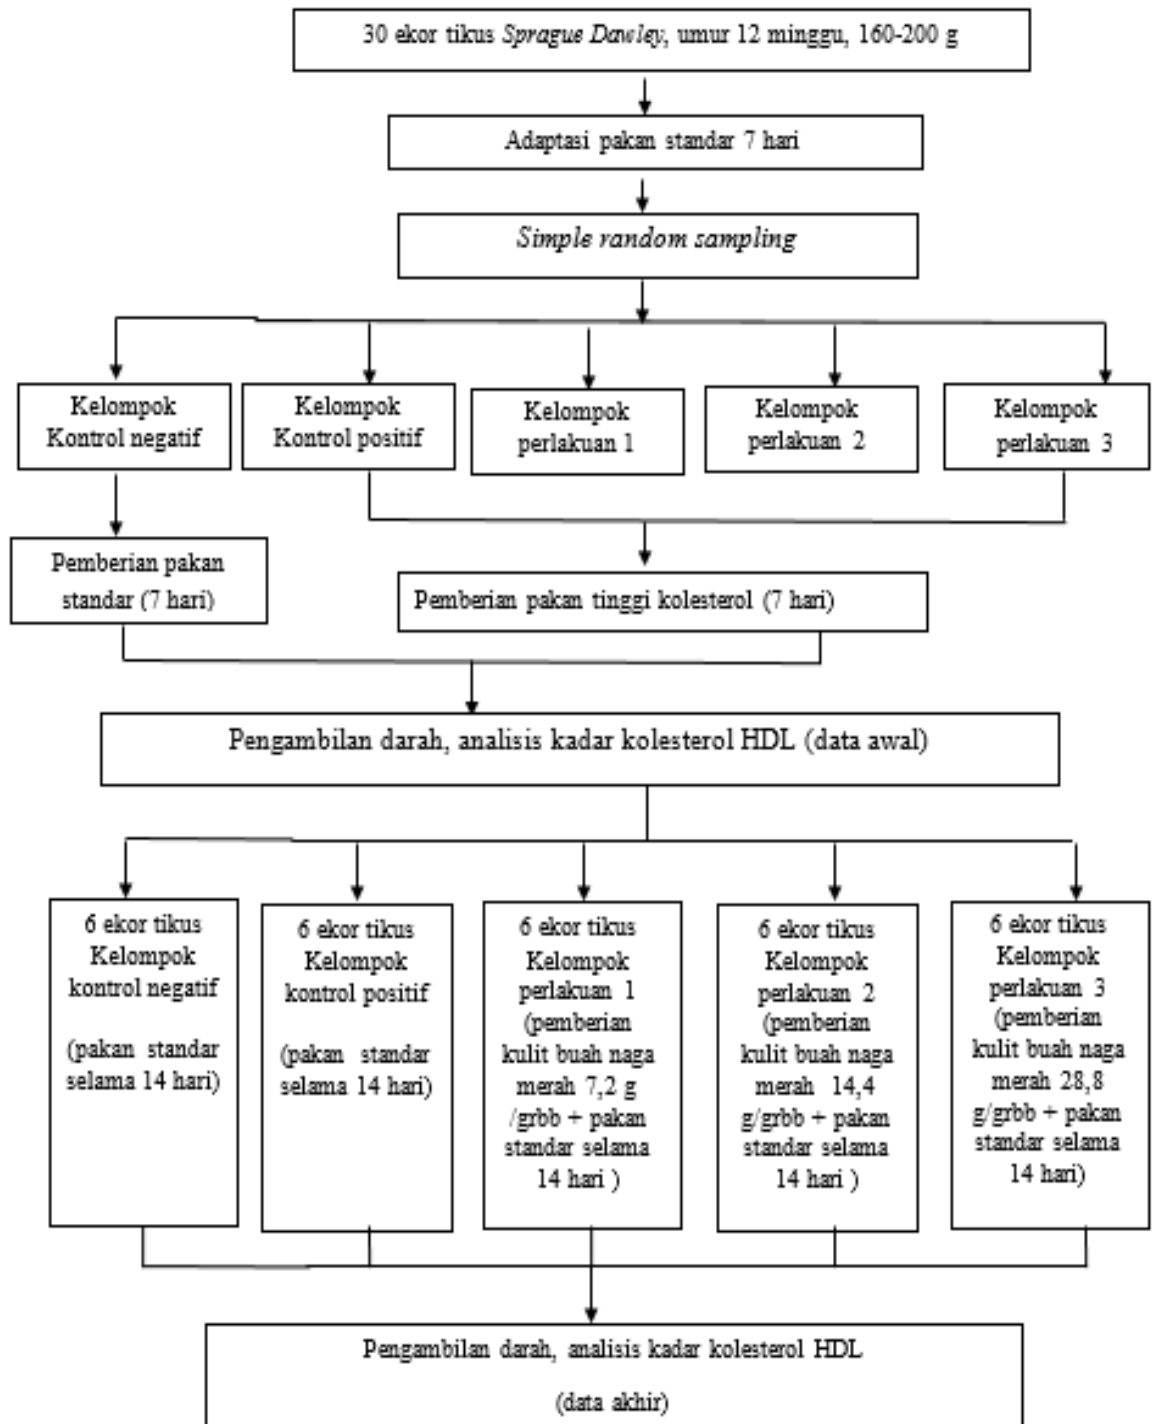 30 ekor tikus Sprague Dawley, umur 12 minggu, 160-200 g
Adaptasi pakan standar 7 hari
Simple random sampling
Kelompok
Kontrol negatif
Kelompok
Kontrol positif
Kelompok
perlakuan 1
Kelompok
perlakuan 2
Kelompok
perlakuan 3
Pemberian pakan
standar (7 hari)
Pemberian pakan tinggi kolesterol (7 hari)
Pengambilan darah, analisis kadar kolesterol HDL (data awal)
6 ekor tikus
Kelompok
kontrol negatif
(pakan standar
selama 14 hari)
6 ekor tikus
Kelompok
kontrol positif
(pakan standar
selama 14 hari)
6 ekor tikus
Kelompok
perlakuan 1
(pemberian
kulit buah naga
merah 7,2 g
/grbb + pakan
standar selama
14 hari )
6 ekor tikus
Kelompok
perlakuan 2
(pemberian
kulit buah naga
merah 14,4
g/grbb + pakan
standar selama
14 hari )
6 ekor tikus
Kelompok
perlakuan 3
(pemberian
kulit buah naga
merah 28,8
g/grbb + pakan
standar selama
14 hari)
Pengambilan darah, analisis kadar kolesterol HDL
(data akhir)